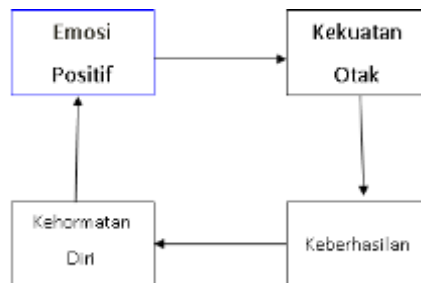 Emosi
Positif
Kekuatan
Otak
Kehormatan
Diri
Keberhasilan